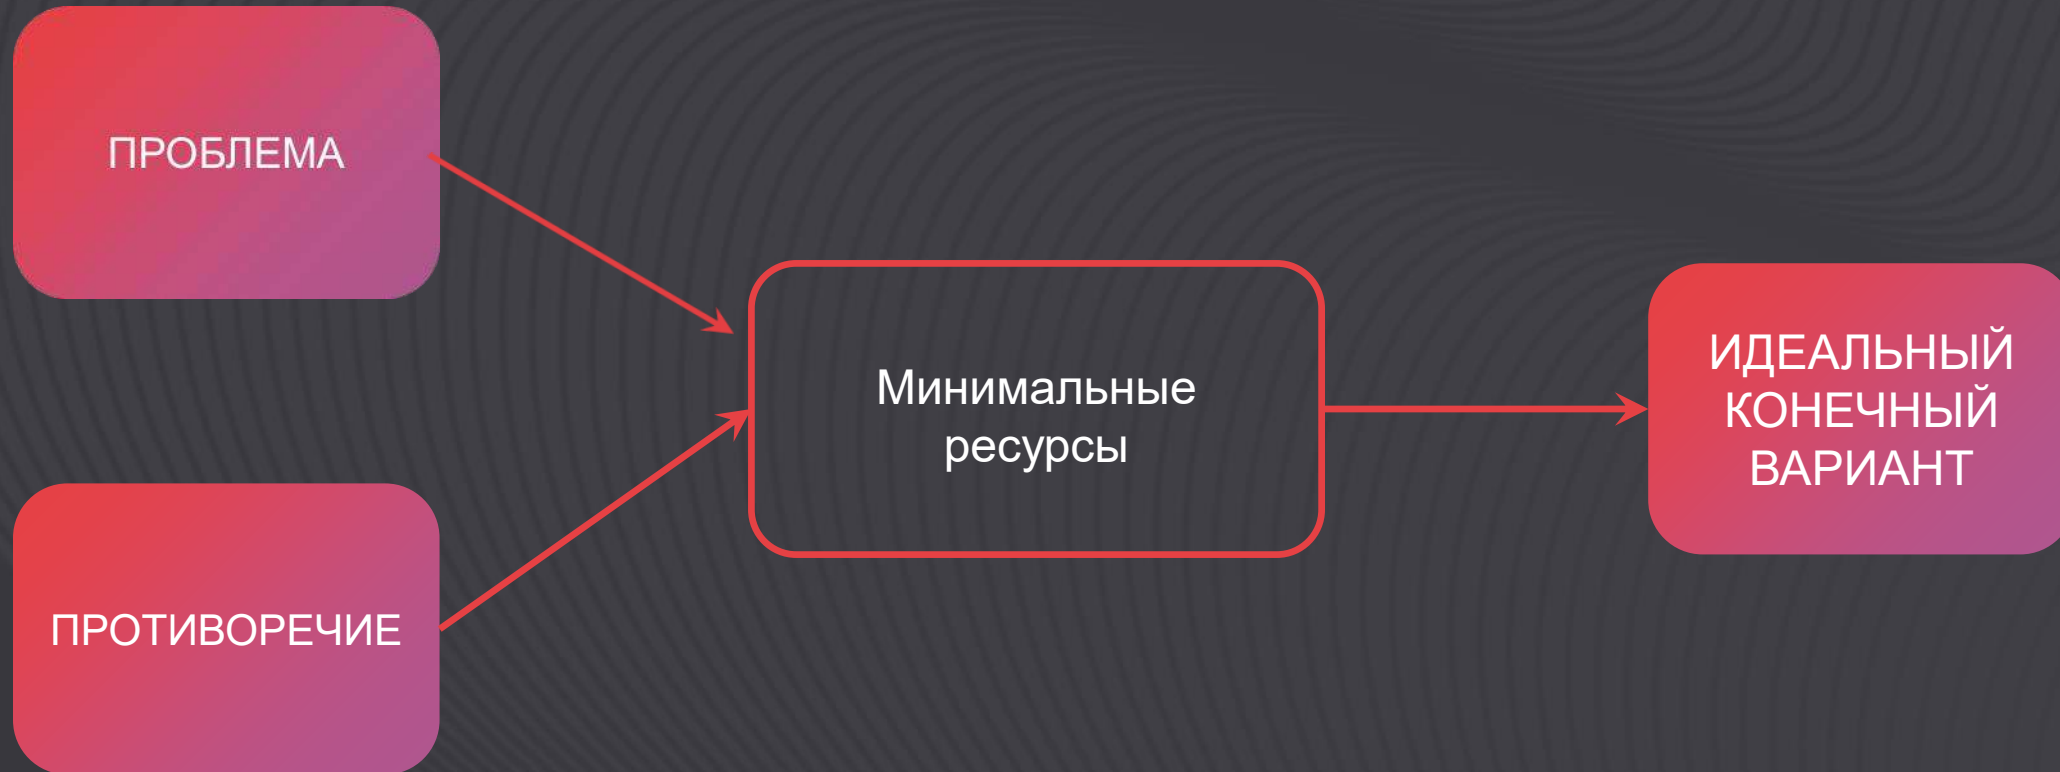 ПРОБЛЕМА
ПРОТИВОРЕЧИЕ
Минимальные
ресурсы
ИДЕАЛЬНЫЙ
КОНЕЧНЫЙ
ВАРИАНТ